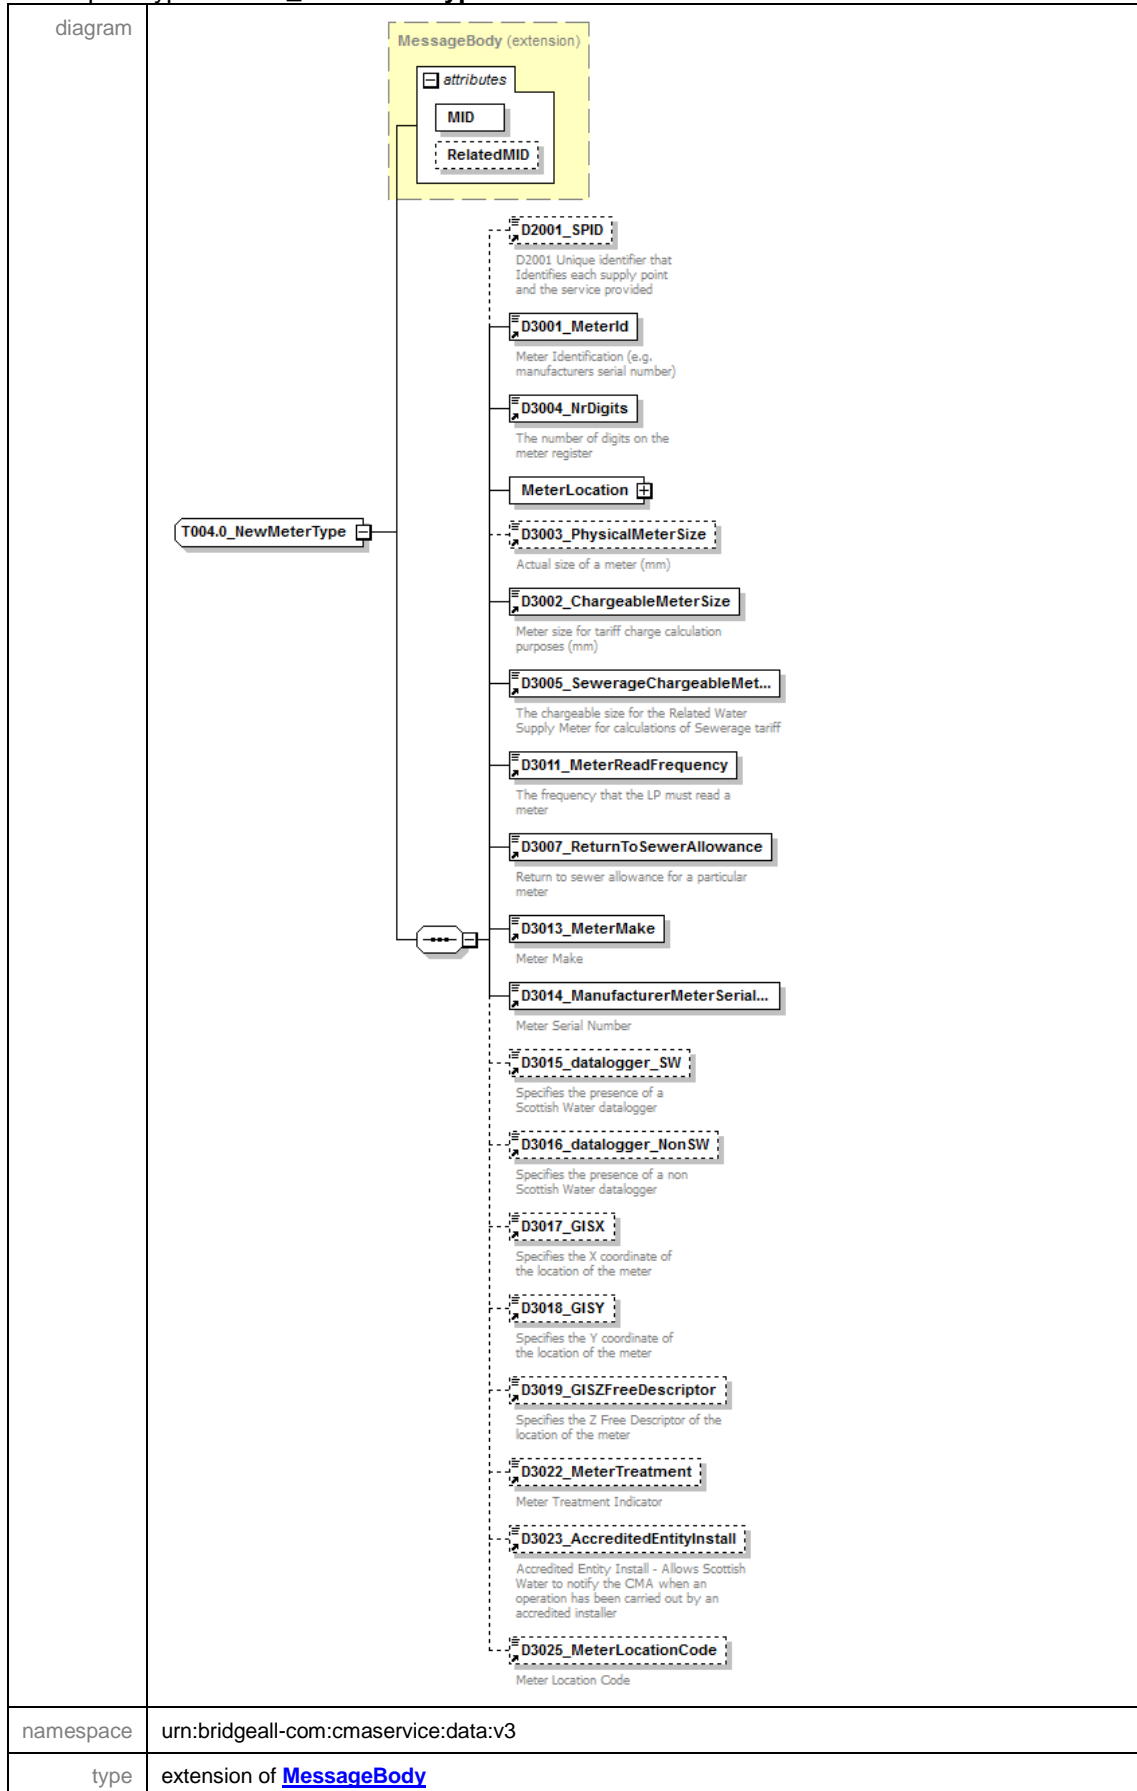 diagram
MessageBody (extension)
attributes
MID
RelatedMID
D2001_SPID
D2001 Unique identifier that
Identifies each supply point
and the service provided
D3001_MeterId
Meter Identification (e.g.
manufacturers serial number)
D3004_NrDigits
The number of digits on the
meter register
MeterLocation
T004.0_NewMeterType
D3003_PhysicalMeterSize
Actual size of a meter (mm)
D3002_ChargeableMeterSize
Meter size for tariff charge calculation
purposes (mm)
D3005_SewerageChargeableMet...
The chargeable size for the Related Water
Supply Meter for calculations of Sewerage tariff
D3011_MeterReadFrequency
The frequency that the LP must read a
meter
D3007_ReturnToSewerAllowance
Return to sewer allowance for a particular
meter
D3013_MeterMake
Meter Make
D3014_ManufacturerMeterSerial...
Meter Serial Number
D3015_datalogger_SW
Specifies the presence of a
Scottish Water datalogger
D3016_datalogger_NonSW
Specifies the presence of a non
Scottish Water datalogger
D3017_GISX
Specifies the X coordinate of
the location of the meter
D3018_GISY
Specifies the Y coordinate of
the location of the meter
D3019_GISZFreeDescriptor
Specifies the Z Free Descriptor of the
location of the meter
D3022_MeterTreatment
Meter Treatment Indicator
D3023_AccreditedEntityInstall
Accredited Entity Install - Allows Scottish
Water to notify the CMA when an
operation has been carried out by an
accredited installer
D3025_MeterLocationCode
Meter Location Code
namespace urn:bridgeall-com:cmaservice:data:v3
type extension of MessageBody